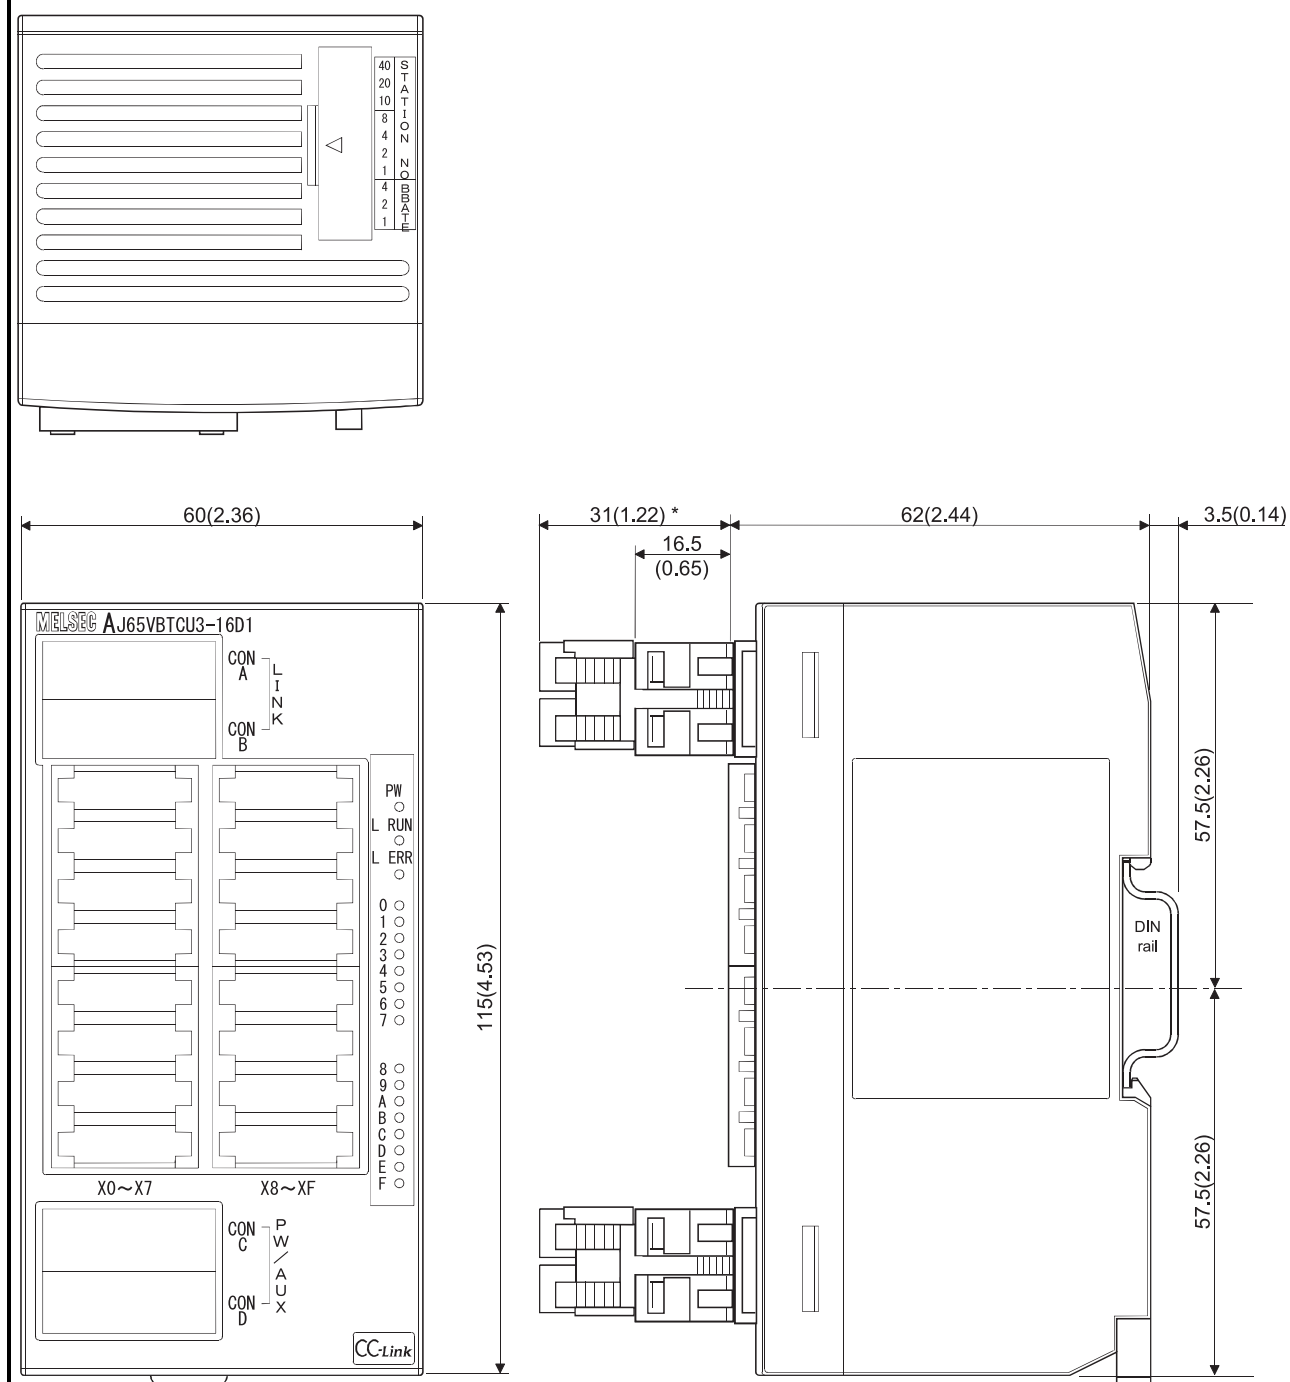 40
20
10
8
4
2
1
4
2
1
STATION NO
BBATE
60(2.36)
31(1.22) *
62(2.44)
3.5(0.14)
16.5
(0.65)
MELSEC AJ65VBTCU3-16D1
CON A
LINK
CON B
PW
L RUN
L ERR
0
1
2
3
4
5
6
7
8
9
A
B
C
D
E
F
X0～X7
X8～XF
CON C
PW/AUX
CON D
CC-Link
115(4.53)
57.5(2.26)
DIN
rail
57.5(2.26)